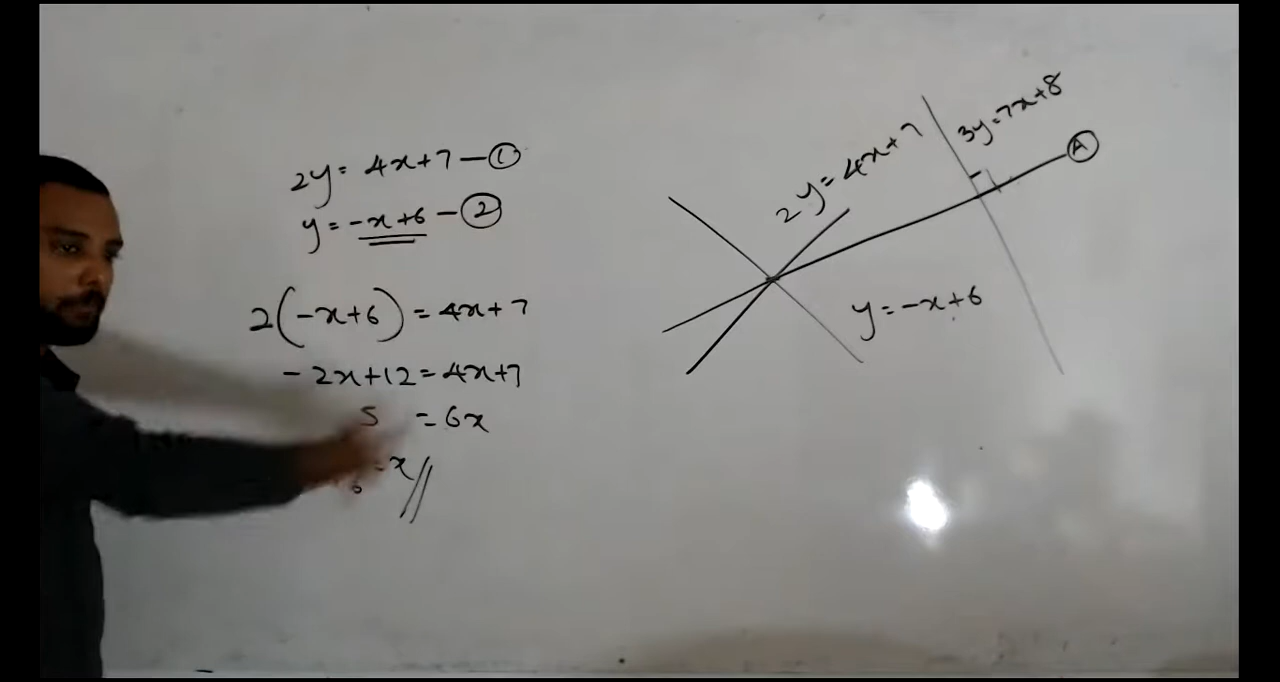 2y = 4x+7 — ①
y = -x+6 — ②
2(-x+6) = 4x+7
-2x+12 = 4x+7
5 = 6x
6 = x //
2y = 4x+7
3y = 7x+8
A
y = -x+6